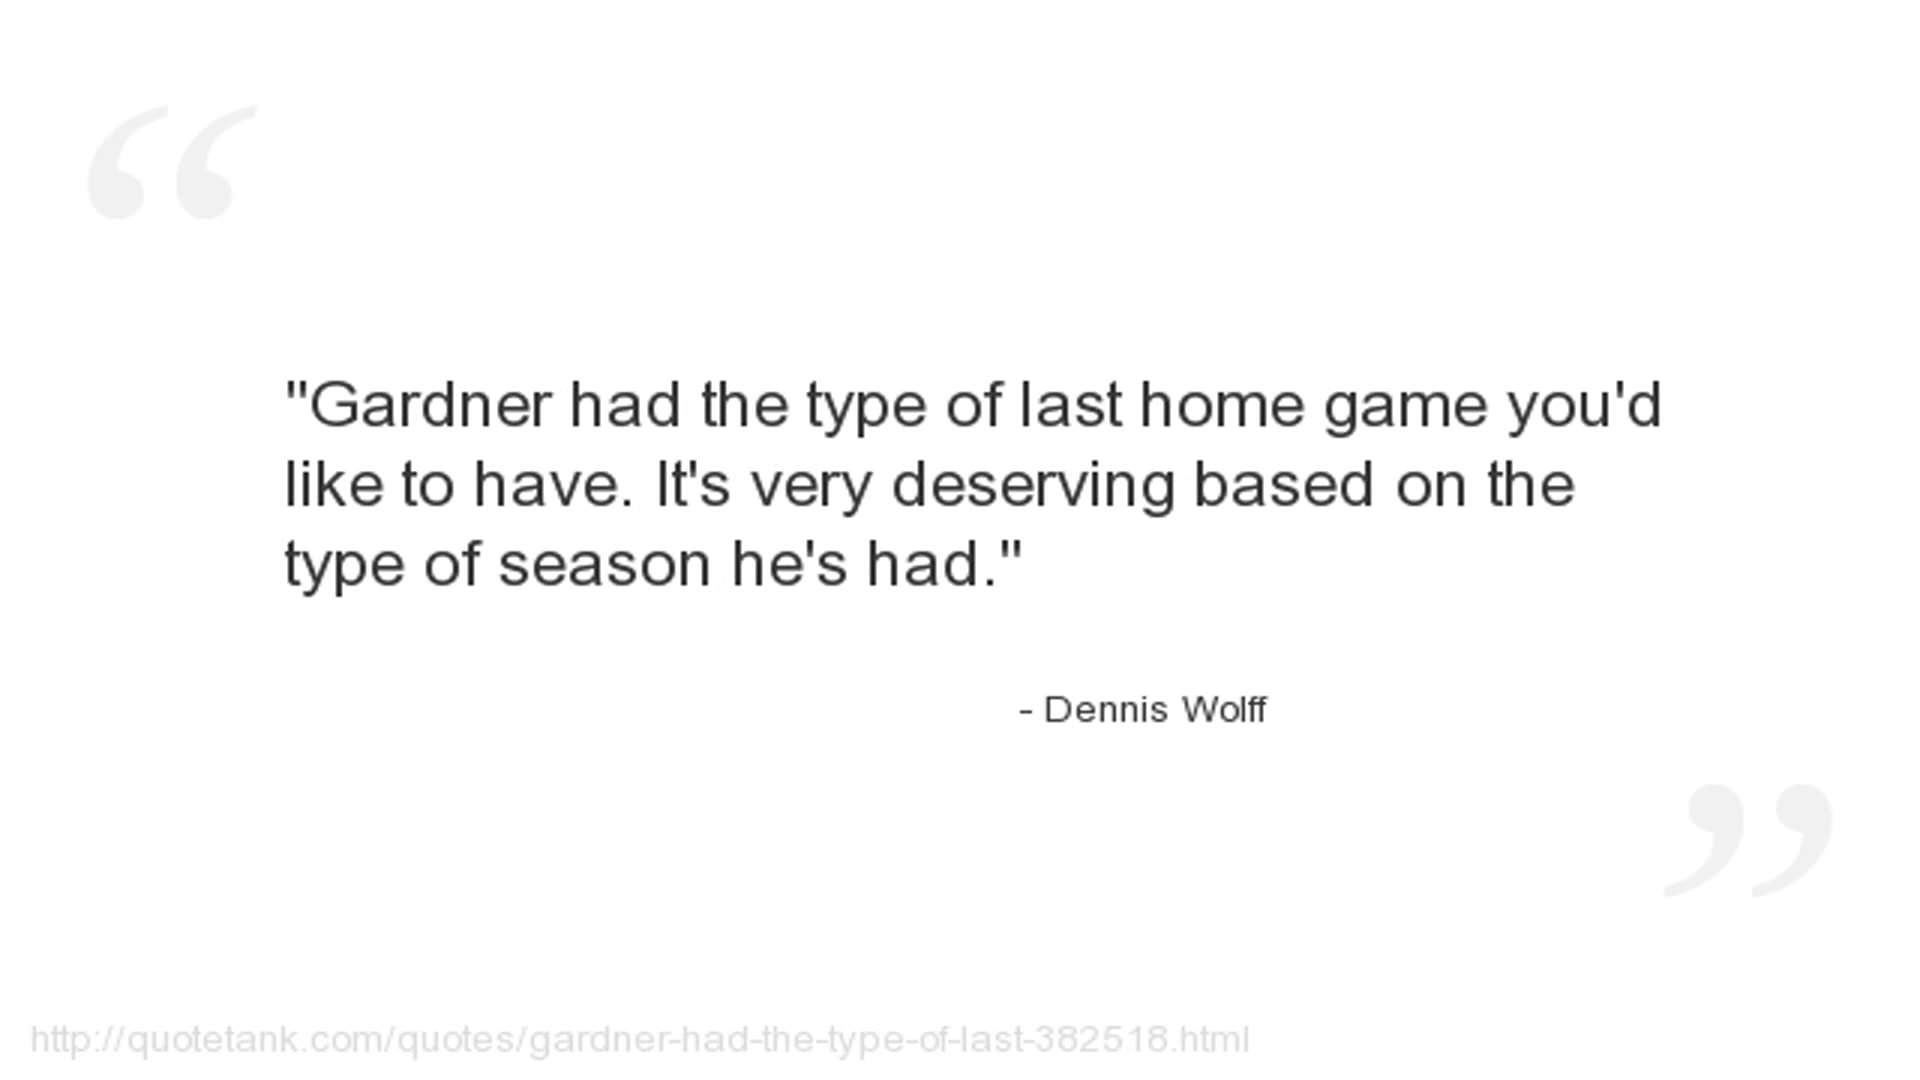 "Gardner had the type of last home game you'd
like to have. It's very deserving based on the
type of season he's had."
- Dennis Wolff
http://quotetank.com/quotes/gardner-had-the-type-of-last-382518.html